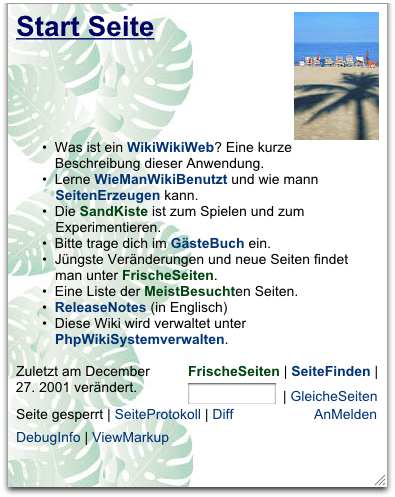 Start Seite
• Was ist ein WikiWikiWeb? Eine kurze
Beschreibung dieser Anwendung.
• Lerne WieManWikiBenutzt und wie mann
SeitenErzeugen kann.
• Die SandKiste ist zum Spielen und zum
Experimentieren.
• Bitte trage dich im GästeBuch ein.
• Jüngste Veränderungen und neue Seiten findet
man unter FrischeSeiten.
• Eine Liste der MeistBesuchten Seiten.
• ReleaseNotes (in Englisch)
• Diese Wiki wird verwaltet unter
PhpWikiSystemverwalten.
Zuletzt am December
27. 2001 verändert.
FrischeSeiten | SeiteFinden |
| GleicheSeiten
Seite gesperrt | SeiteProtokoll | Diff
AnMelden
DebugInfo | ViewMarkup